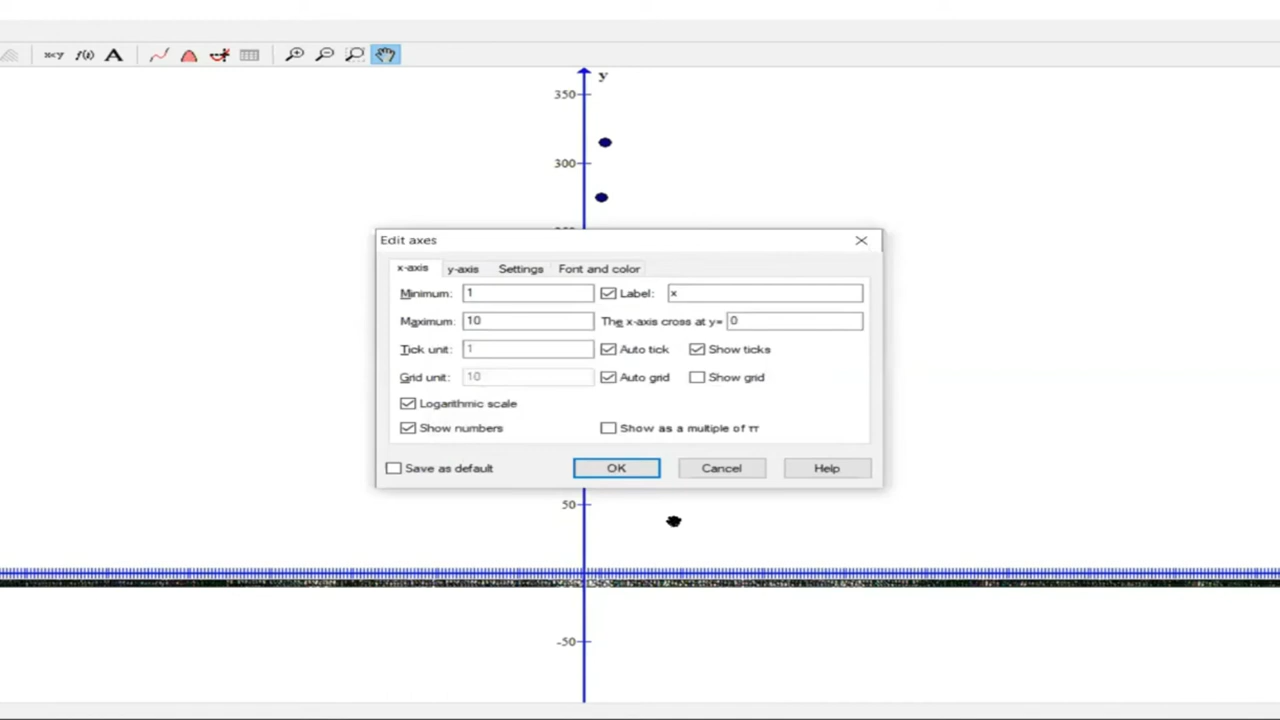 x<y f(x) A
y
350
300
Edit axes
x-axis y-axis Settings Font and color
Minimum: 1 Label: x
Maximum: 10 The x-axis cross at y= 0
Tick unit: 1 Auto tick Show ticks
Grid unit: 10 Auto grid Show grid
Logarithmic scale
Show numbers Show as a multiple of π
Save as default OK Cancel Help
50
-50